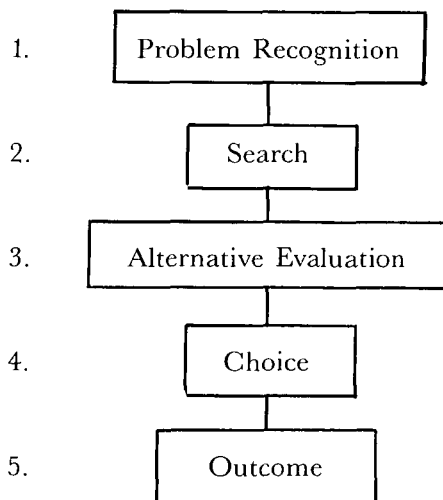 1. Problem Recognition
2. Search
3. Alternative Evaluation
4. Choice
5. Outcome